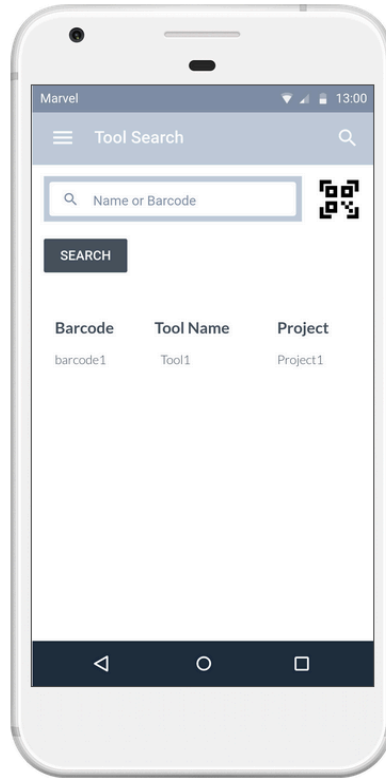 Marvel 13:00
Tool Search
Name or Barcode
SEARCH
Barcode Tool Name Project
barcode1 Tool1 Project1